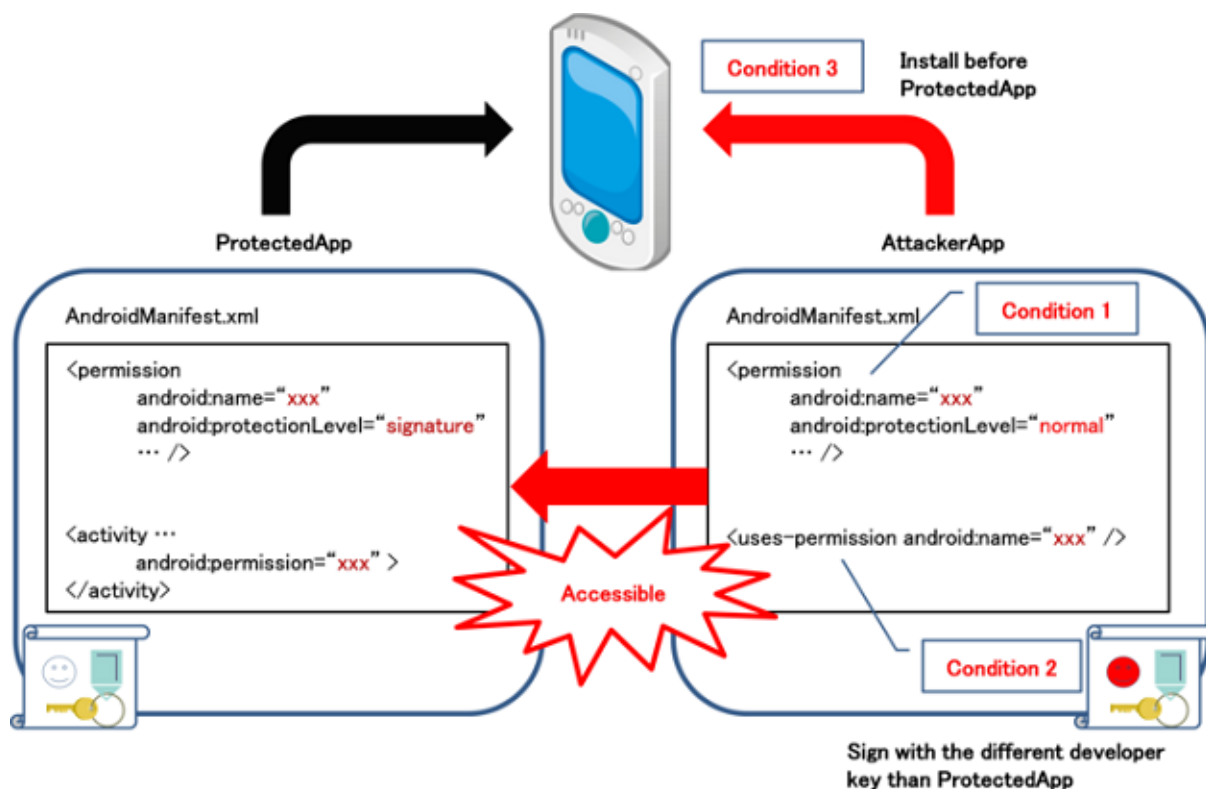 Condition 3
Install before
ProtectedApp
ProtectedApp
AttackerApp
AndroidManifest.xml
<permission
android:name=“xxx”
android:protectionLevel=“signature”
… />
<activity …
android:permission=“xxx” >
</activity>
AndroidManifest.xml
Condition 1
<permission
android:name=“xxx”
android:protectionLevel=“normal”
… />
<uses-permission android:name=“xxx” />
Accessible
Condition 2
Sign with the different developer
key than ProtectedApp